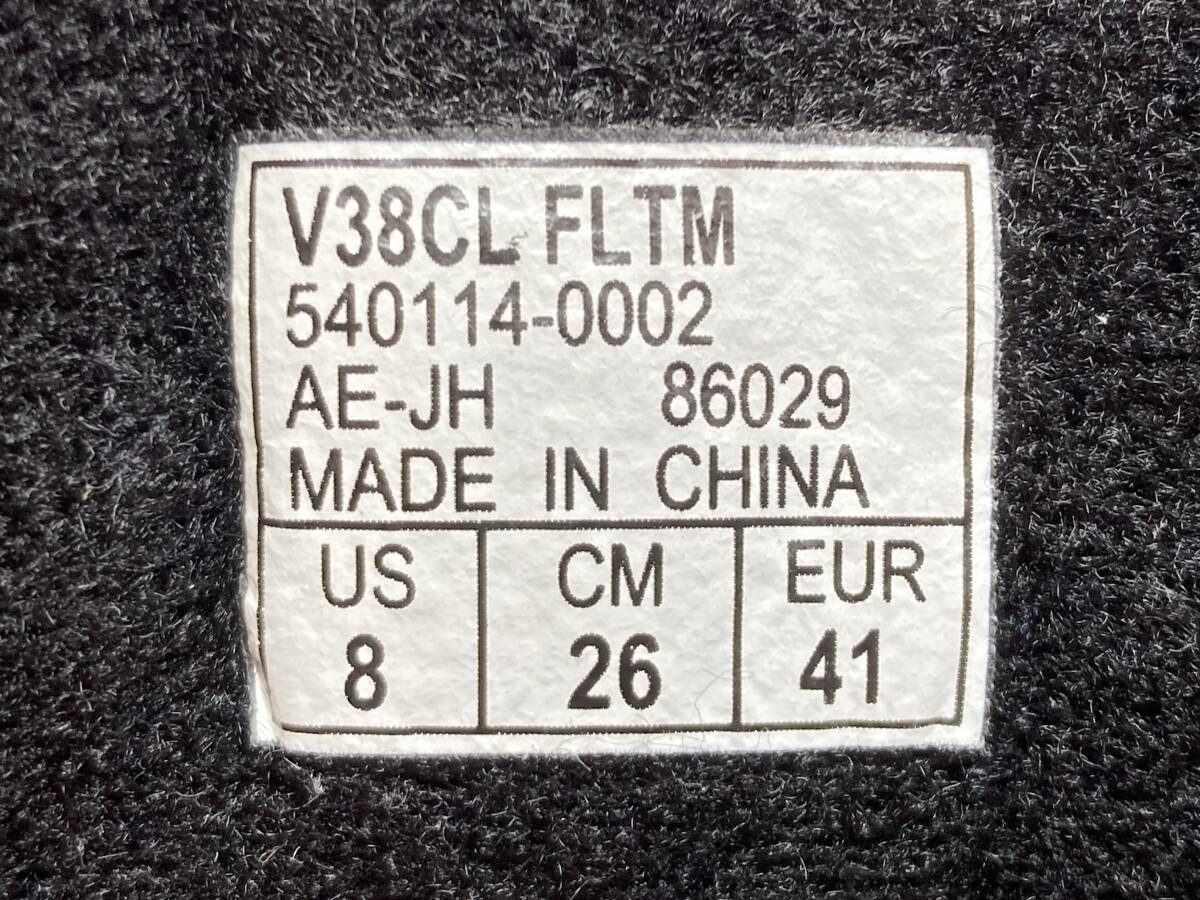 V38CL FLTM
540114-0002
AE-JH 86029
MADE IN CHINA
US CM EUR
8 26 41